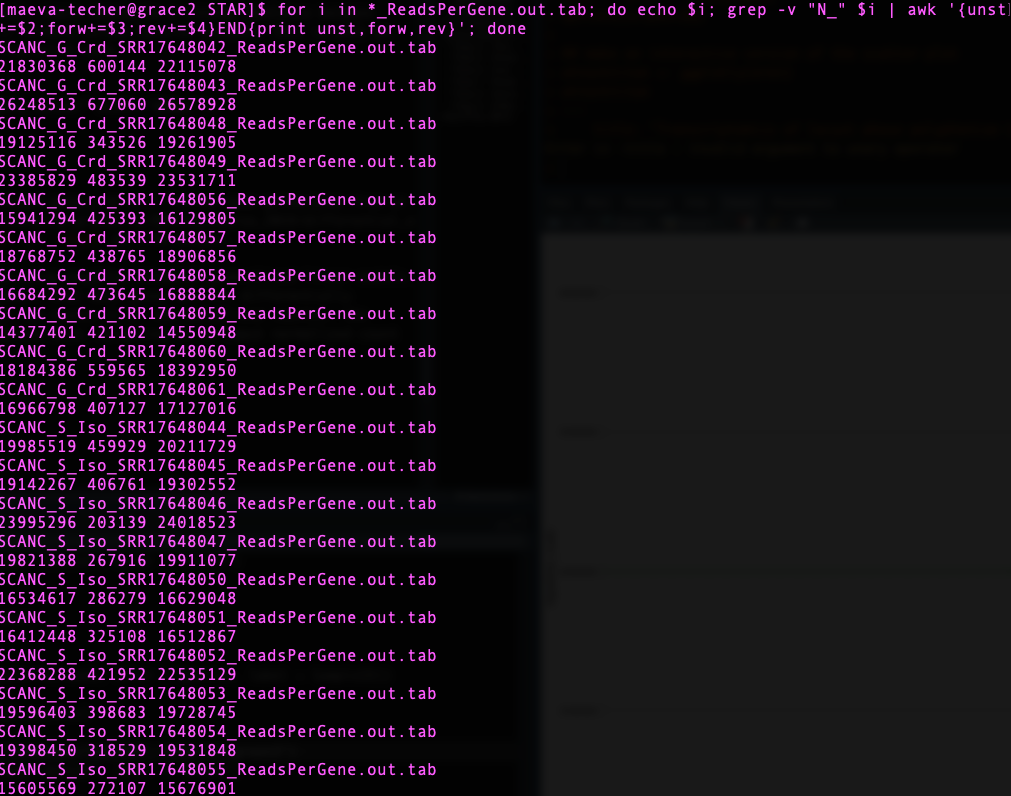 [maeva-techer@grace2 STAR]$ for i in *_ReadsPerGene.out.tab; do echo $i; grep -v "N_" $i | awk '{unst
+=$2;forw+=$3;rev+=$4}END{print unst,forw,rev}'; done
SCANC_G_Crd_SRR17648042_ReadsPerGene.out.tab
21830368 600144 22115078
SCANC_G_Crd_SRR17648043_ReadsPerGene.out.tab
26248513 677060 26578928
SCANC_G_Crd_SRR17648048_ReadsPerGene.out.tab
19125116 343526 19261905
SCANC_G_Crd_SRR17648049_ReadsPerGene.out.tab
23385829 483539 23531711
SCANC_G_Crd_SRR17648056_ReadsPerGene.out.tab
15941294 425393 16129805
SCANC_G_Crd_SRR17648057_ReadsPerGene.out.tab
18768752 438765 18906856
SCANC_G_Crd_SRR17648058_ReadsPerGene.out.tab
16684292 473645 16888844
SCANC_G_Crd_SRR17648059_ReadsPerGene.out.tab
14377401 421102 14550948
SCANC_G_Crd_SRR17648060_ReadsPerGene.out.tab
18184386 559565 18392950
SCANC_G_Crd_SRR17648061_ReadsPerGene.out.tab
16966798 407127 17127016
SCANC_S_Iso_SRR17648044_ReadsPerGene.out.tab
19985519 459929 20211729
SCANC_S_Iso_SRR17648045_ReadsPerGene.out.tab
19142267 406761 19302552
SCANC_S_Iso_SRR17648046_ReadsPerGene.out.tab
23995296 203139 24018523
SCANC_S_Iso_SRR17648047_ReadsPerGene.out.tab
19821388 267916 19911077
SCANC_S_Iso_SRR17648050_ReadsPerGene.out.tab
16534617 286279 16629048
SCANC_S_Iso_SRR17648051_ReadsPerGene.out.tab
16412448 325108 16512867
SCANC_S_Iso_SRR17648052_ReadsPerGene.out.tab
22368288 421952 22535129
SCANC_S_Iso_SRR17648053_ReadsPerGene.out.tab
19596403 398683 19728745
SCANC_S_Iso_SRR17648054_ReadsPerGene.out.tab
19398450 318529 19531848
SCANC_S_Iso_SRR17648055_ReadsPerGene.out.tab
15605569 272107 15676901